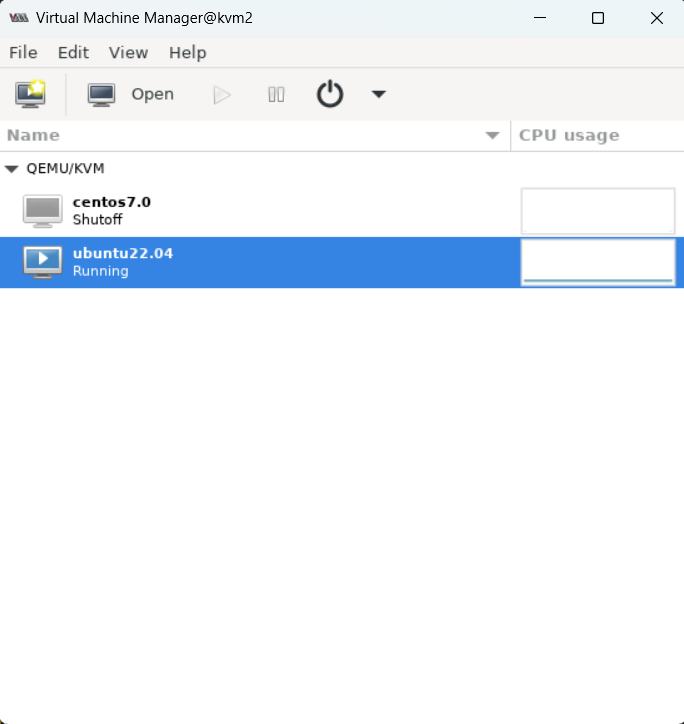 Virtual Machine Manager@kvm2
File Edit View Help
Open
Name CPU usage
QEMU/KVM
centos7.0
Shutoff
ubuntu22.04
Running